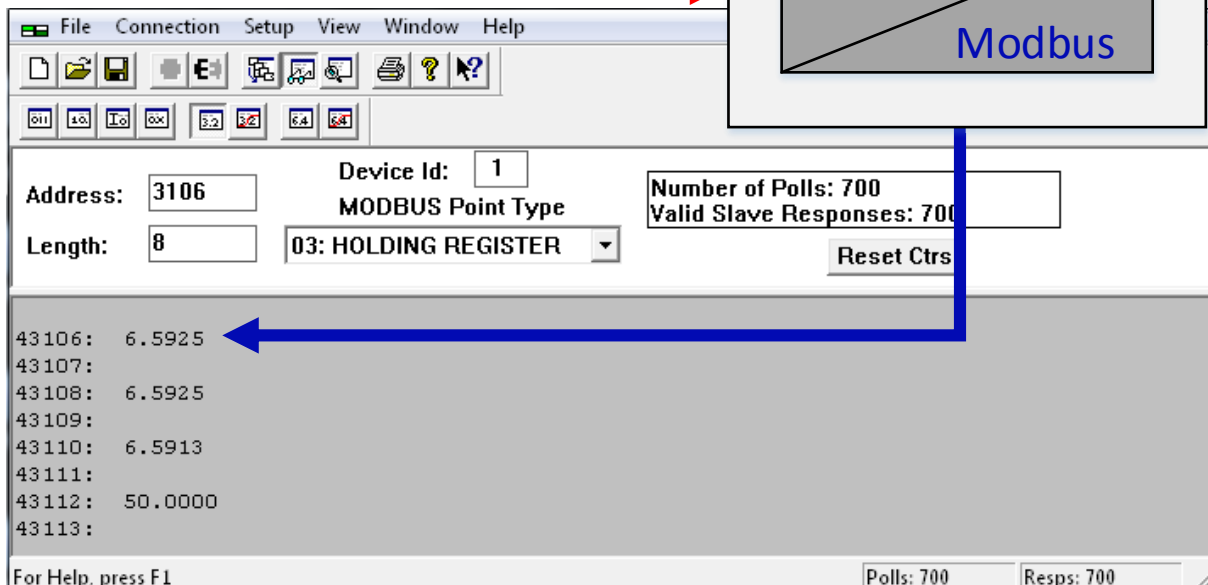 Modbus
File Connection Setup View Window Help
Address: 3106
Length: 8
Device Id: 1
MODBUS Point Type
03: HOLDING REGISTER
Number of Polls: 700
Valid Slave Responses: 700
Reset Ctrs
43106: 6.5925
43107:
43108: 6.5925
43109:
43110: 6.5913
43111:
43112: 50.0000
43113:
For Help, press F1
Polls: 700
Resps: 700